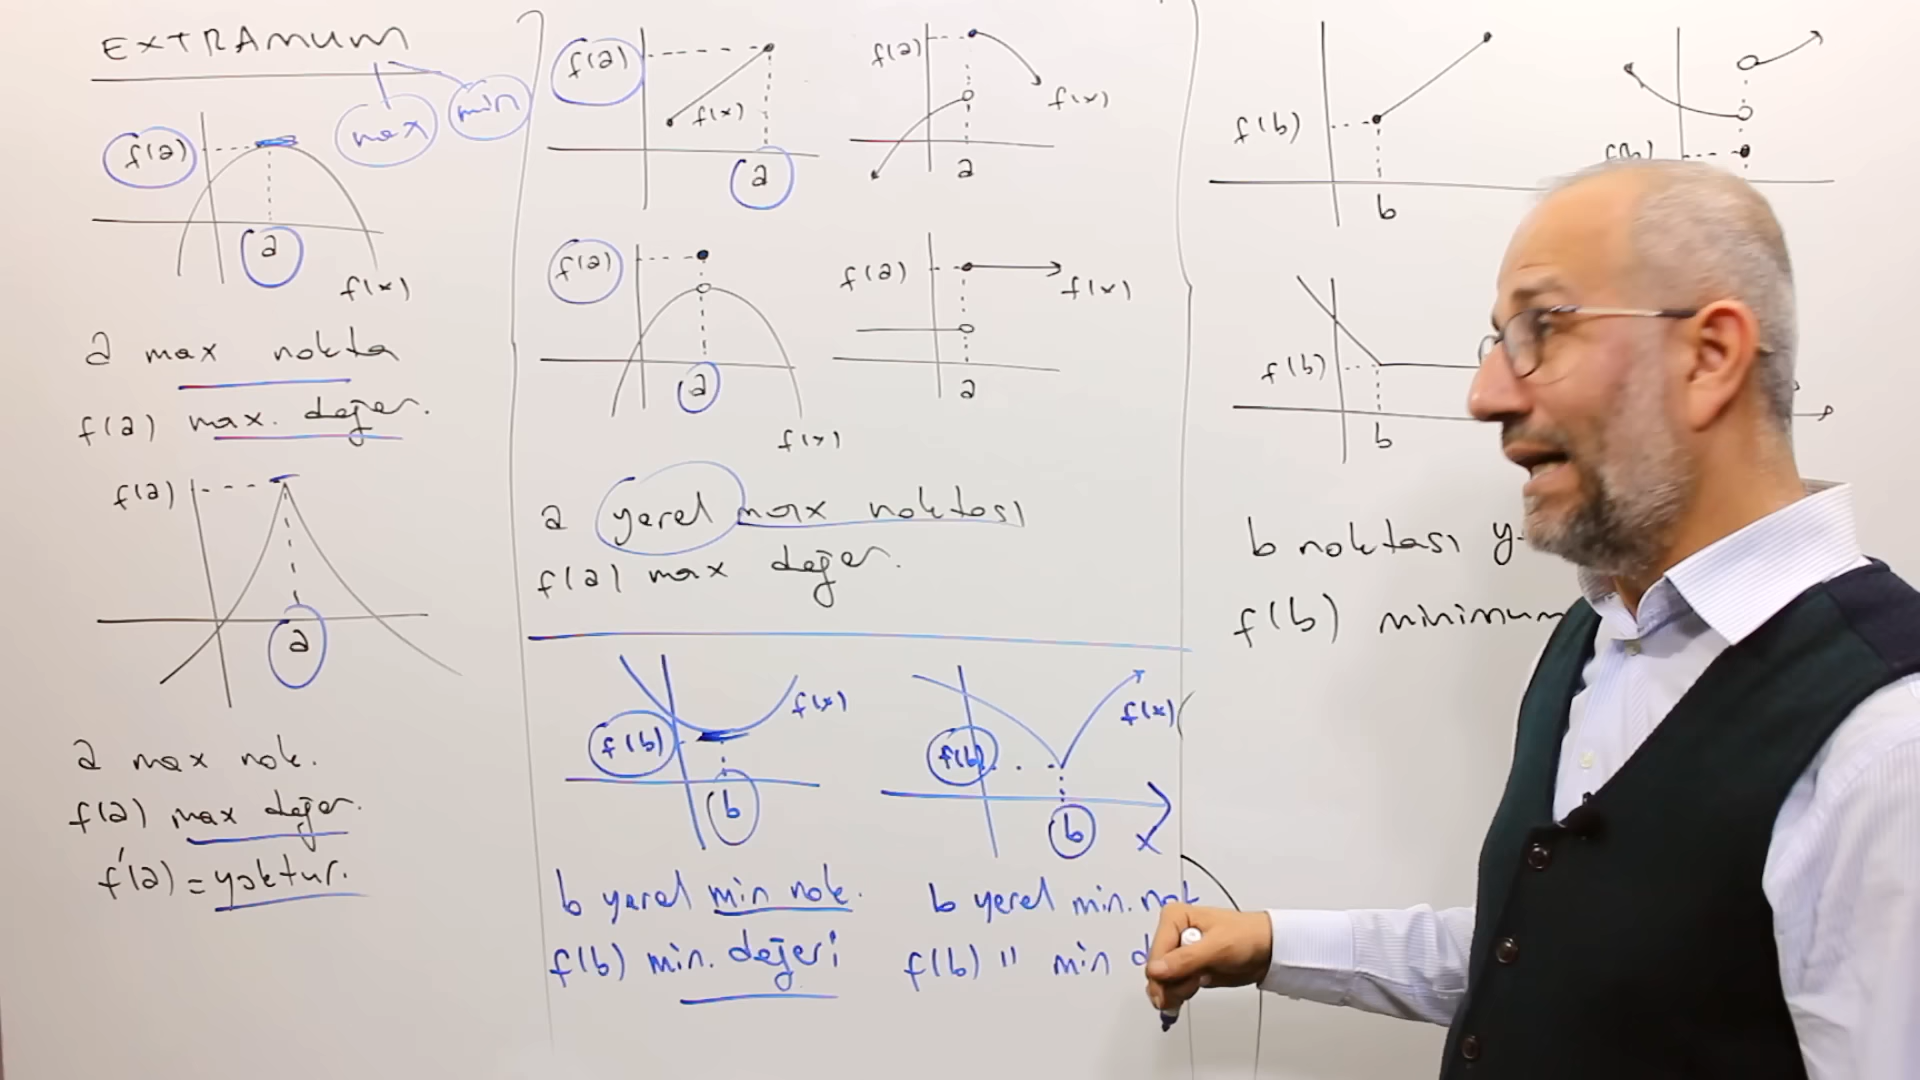 EXTRAMUM
max
min
f(a)
a
f(x)
a max nokta
f(a) max. değer.
f(a)
a
a max nok.
f(a) max değer.
f'(a) = yoktur.
f(a)
f(x)
a
f(a)
f(x)
a
f(a)
a
f(x)
f(a)
f(x)
a
a yerel max noktası
f(a) max değer.
f(b)
f(x)
b
b yerel min nok.
f(b) min. değeri
f(b)
f(x)
b
x
b yerel min. nok
f(b) " min d
f(b)
b
f(b)
f(b)
b
b noktası y
f(b) minimum